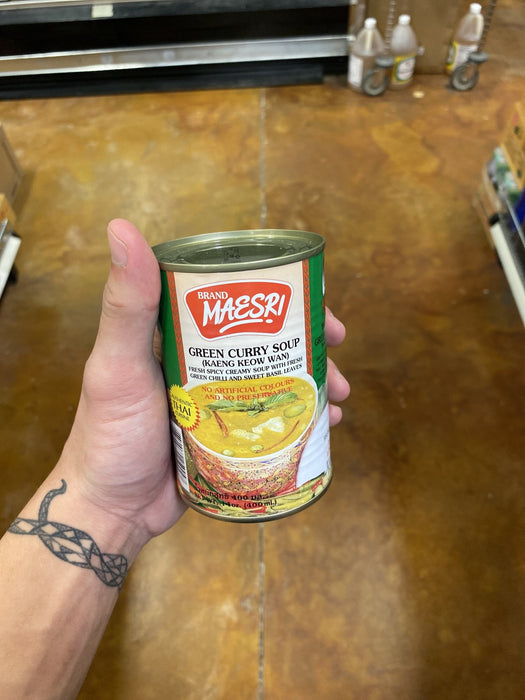 BRAND
MAESRI
GREEN CURRY SOUP
(KAENG KEOW WAN)
FRESH SPICY CREAMY SOUP WITH FRESH
GREEN CHILLI AND SWEET BASIL LEAVES
NO ARTIFICIAL COLOURS
AND NO PRESERVATIVE
THAI
14oz. (400 mL)